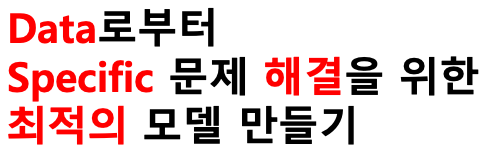 Data로부터
Specific 문제 해결을 위한
최적의 모델 만들기